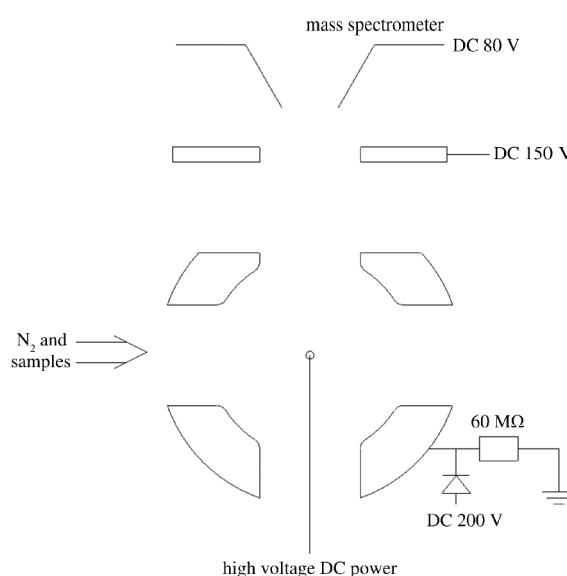 mass spectrometer
DC 80 V
DC 150 V
N₂ and
samples
60 MΩ
DC 200 V
high voltage DC power